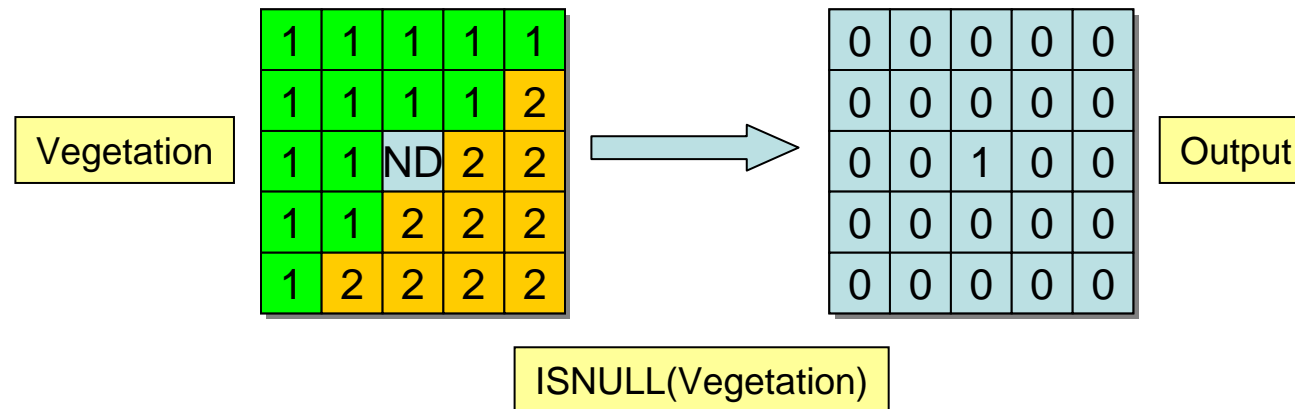 1 1 1 1 1 0 0 0 0 0
1 1 1 1 2 0 0 0 0 0
Vegetation 1 1 ND 2 2 0 0 1 0 0 Output
1 1 2 2 2 0 0 0 0 0
1 2 2 2 2 0 0 0 0 0
ISNULL(Vegetation)